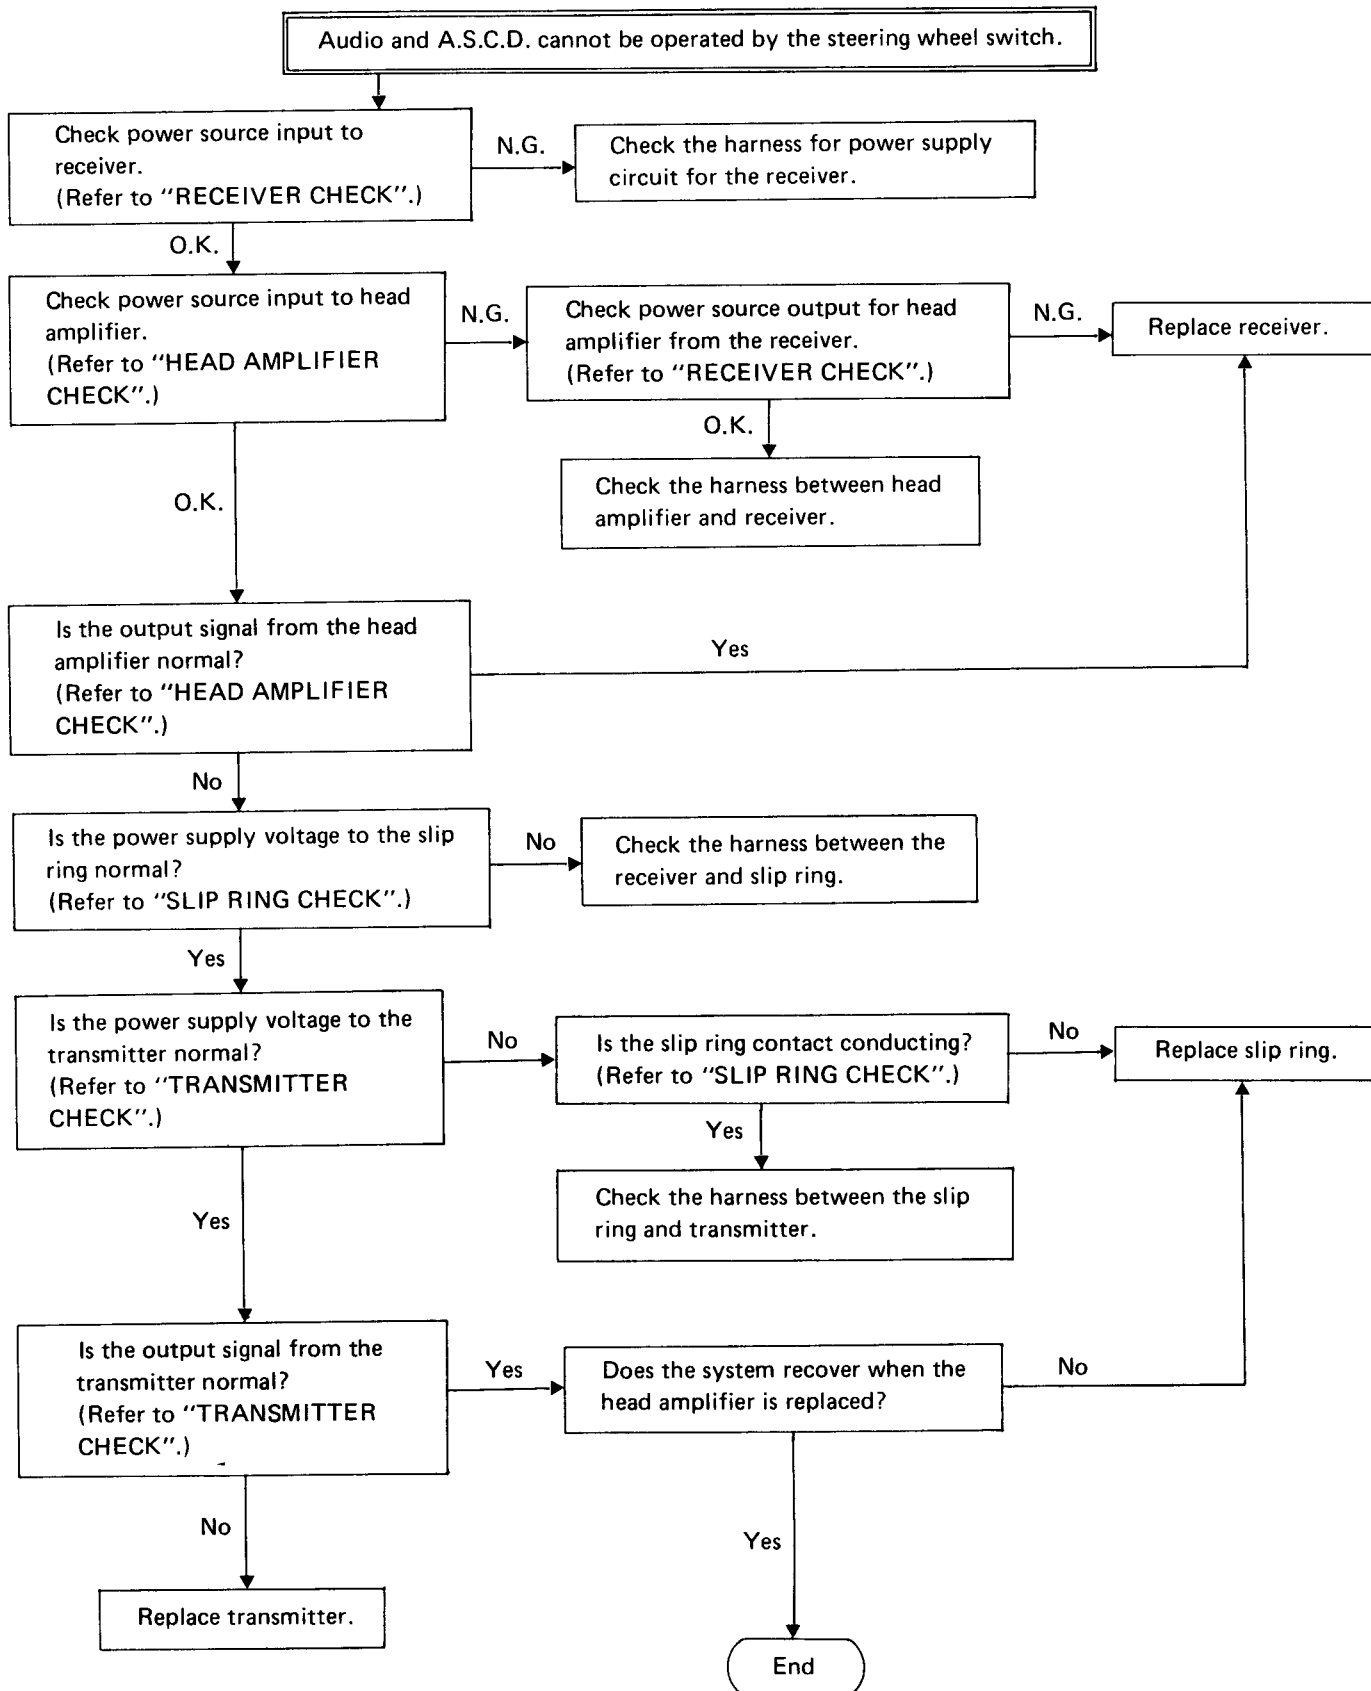 Audio and A.S.C.D. cannot be operated by the steering wheel switch.
Check power source input to
receiver.
(Refer to "RECEIVER CHECK".)
N.G.
Check the harness for power supply
circuit for the receiver.
O.K.
Check power source input to head
amplifier.
(Refer to "HEAD AMPLIFIER
CHECK".)
N.G.
Check power source output for head
amplifier from the receiver.
(Refer to "RECEIVER CHECK".)
N.G.
Replace receiver.
O.K.
Check the harness between head
amplifier and receiver.
O.K.
Is the output signal from the head
amplifier normal?
(Refer to "HEAD AMPLIFIER
CHECK".)
Yes
No
Is the power supply voltage to the slip
ring normal?
(Refer to "SLIP RING CHECK".)
No
Check the harness between the
receiver and slip ring.
Yes
Is the power supply voltage to the
transmitter normal?
(Refer to "TRANSMITTER
CHECK".)
No
Is the slip ring contact conducting?
(Refer to "SLIP RING CHECK".)
No
Replace slip ring.
Yes
Check the harness between the slip
ring and transmitter.
Yes
Is the output signal from the
transmitter normal?
(Refer to "TRANSMITTER
CHECK".)
Yes
Does the system recover when the
head amplifier is replaced?
No
No
Yes
Replace transmitter.
End